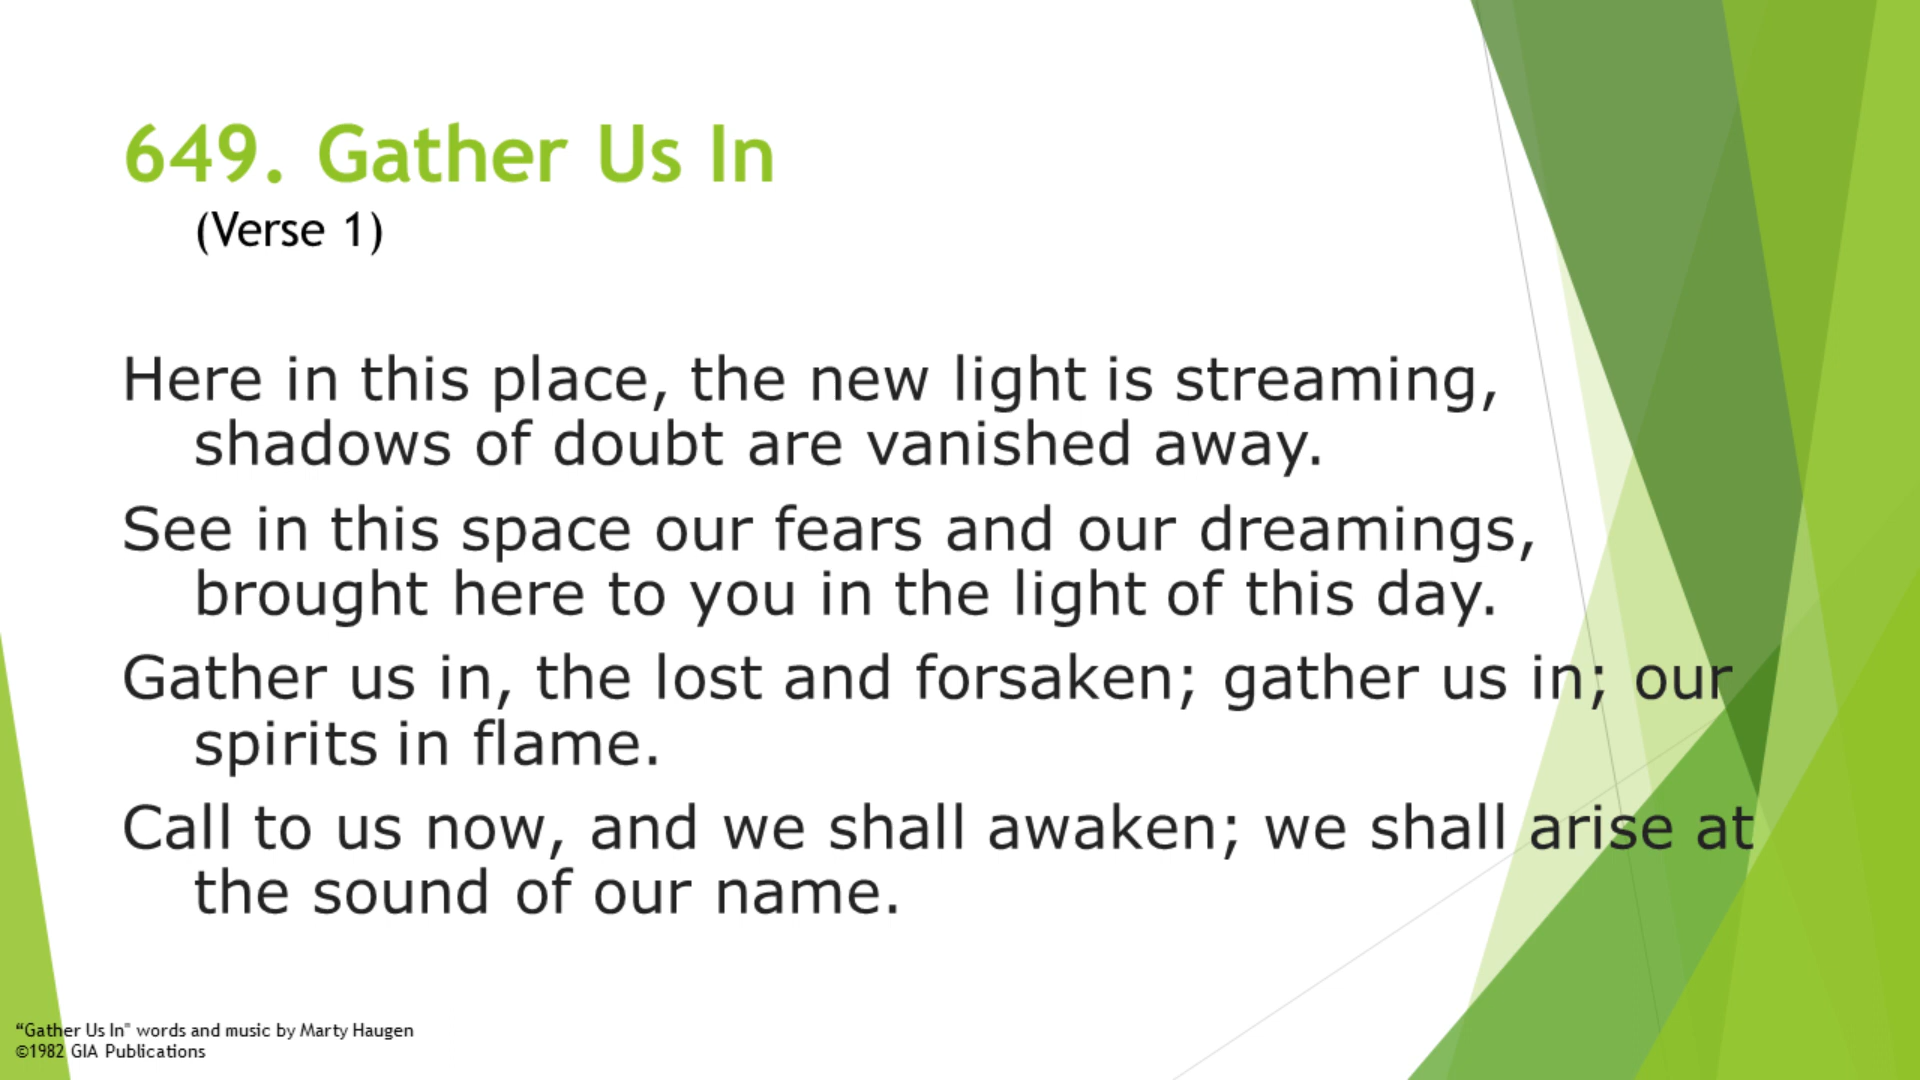 649. Gather Us In
(Verse 1)
Here in this place, the new light is streaming,
shadows of doubt are vanished away.
See in this space our fears and our dreamings,
brought here to you in the light of this day.
Gather us in, the lost and forsaken; gather us in; our
spirits in flame.
Call to us now, and we shall awaken; we shall arise at
the sound of our name.
“Gather Us In" words and music by Marty Haugen
©1982 GIA Publications